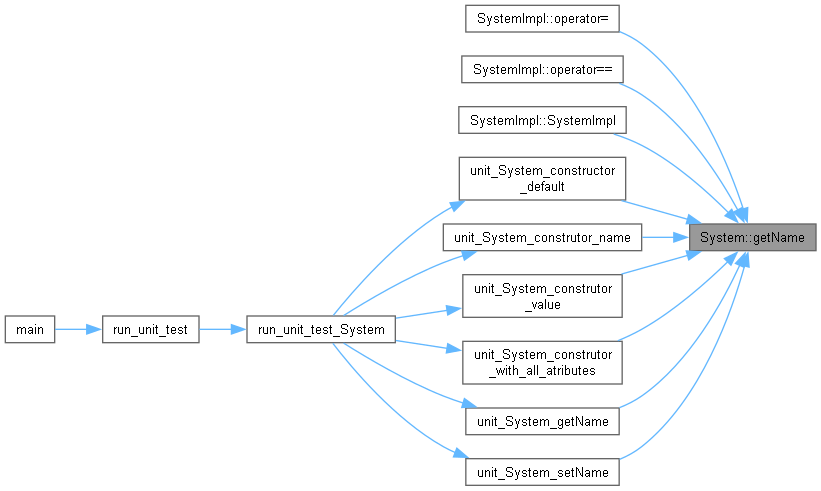 SystemImpl::operator=
SystemImpl::operator==
SystemImpl::SystemImpl
unit_System_constructor
_default
unit_System_construtor_name
System::getName
unit_System_construtor
_value
main
run_unit_test
run_unit_test_System
unit_System_construtor
_with_all_atributes
unit_System_getName
unit_System_setName